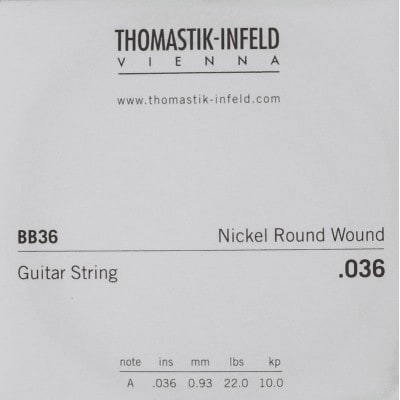 THOMASTIK-INFELD
VIENNA
www.thomastik-infeld.com
BB36 Nickel Round Wound
Guitar String .036
note ins mm lbs kp
A .036 0.93 22.0 10.0